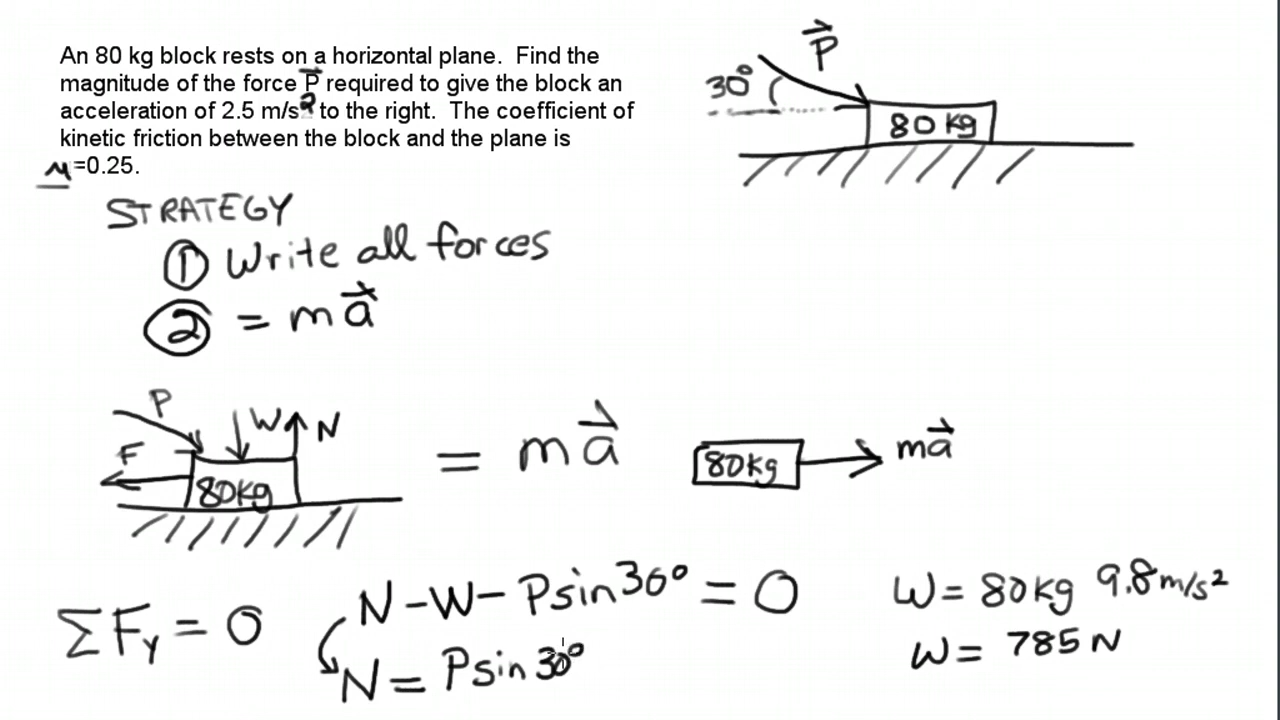 An 80 kg block rests on a horizontal plane. Find the
magnitude of the force P required to give the block an
acceleration of 2.5 m/s² to the right. The coefficient of
kinetic friction between the block and the plane is
μ=0.25.
P
30°
80 kg
STRATEGY
① Write all forces
② = ma
P
W
N
F
80kg
= ma
80kg
ma
ΣFy = 0
N - W - Psin30° = 0
N = Psin30°
W = 80kg 9.8m/s²
W = 785 N